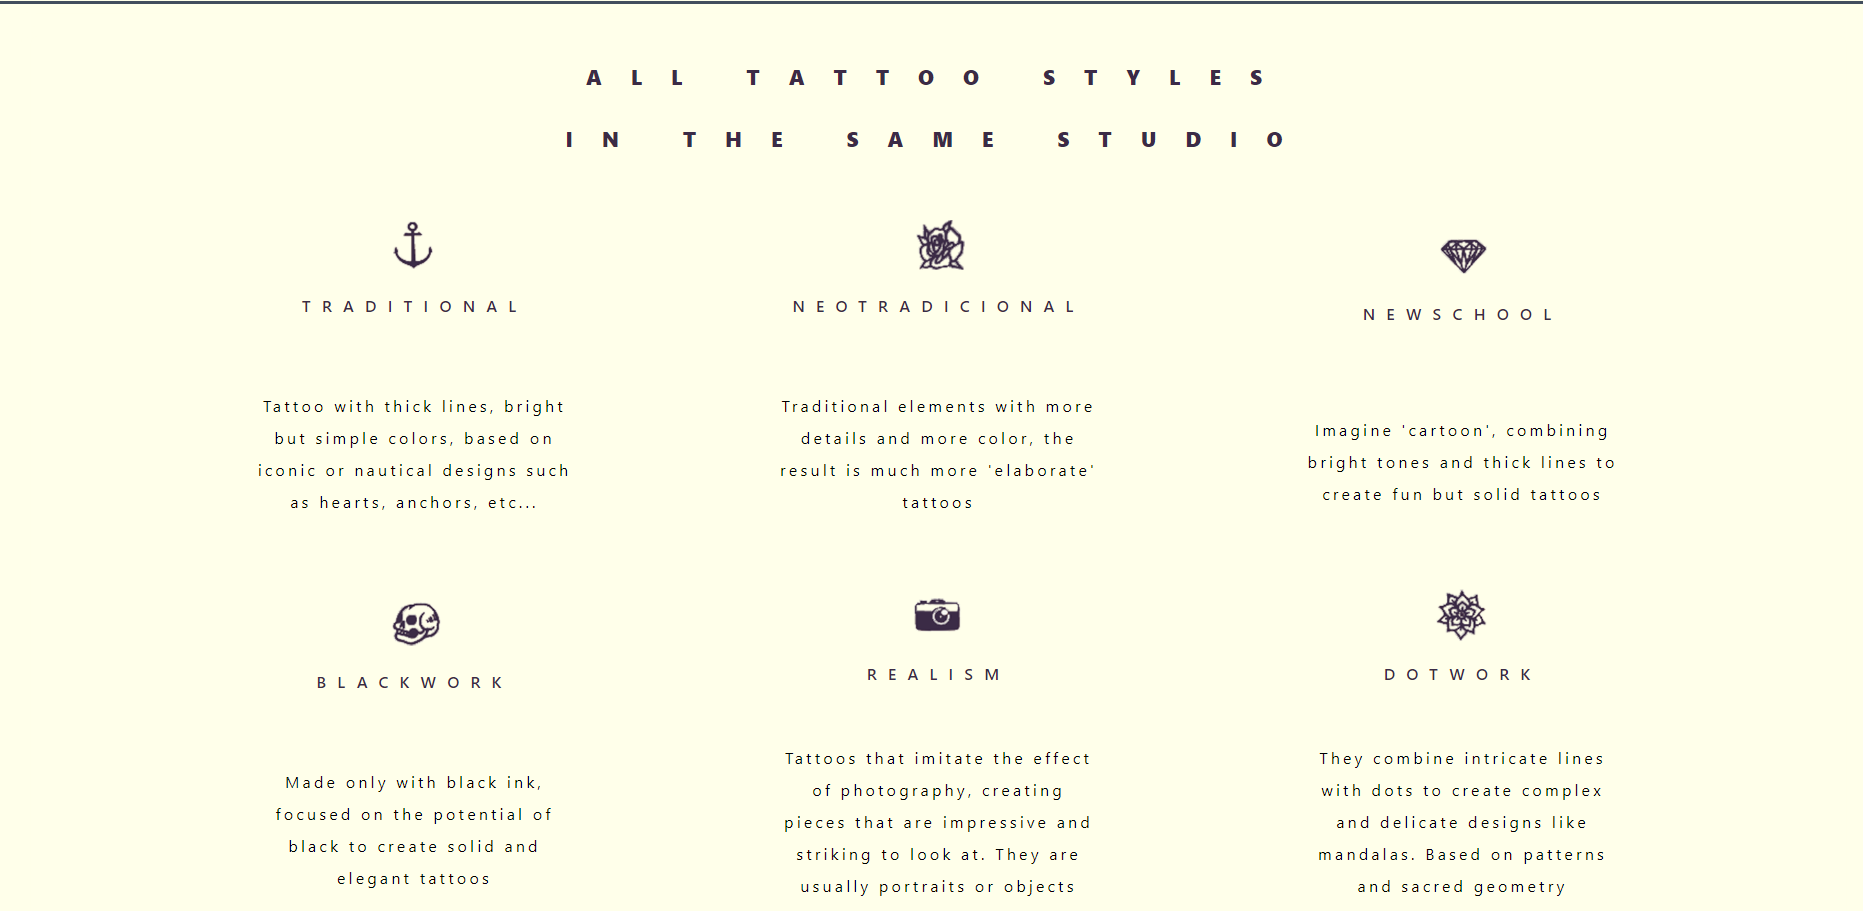 ALL TATTOO STYLES
IN THE SAME STUDIO
TRADITIONAL
Tattoo with thick lines, bright
but simple colors, based on
iconic or nautical designs such
as hearts, anchors, etc...
NEOTRADICIONAL
Traditional elements with more
details and more color, the
result is much more 'elaborate'
tattoos
NEWSCHOOL
Imagine 'cartoon', combining
bright tones and thick lines to
create fun but solid tattoos
BLACKWORK
Made only with black ink,
focused on the potential of
black to create solid and
elegant tattoos
REALISM
Tattoos that imitate the effect
of photography, creating
pieces that are impressive and
striking to look at. They are
usually portraits or objects
DOTWORK
They combine intricate lines
with dots to create complex
and delicate designs like
mandalas. Based on patterns
and sacred geometry